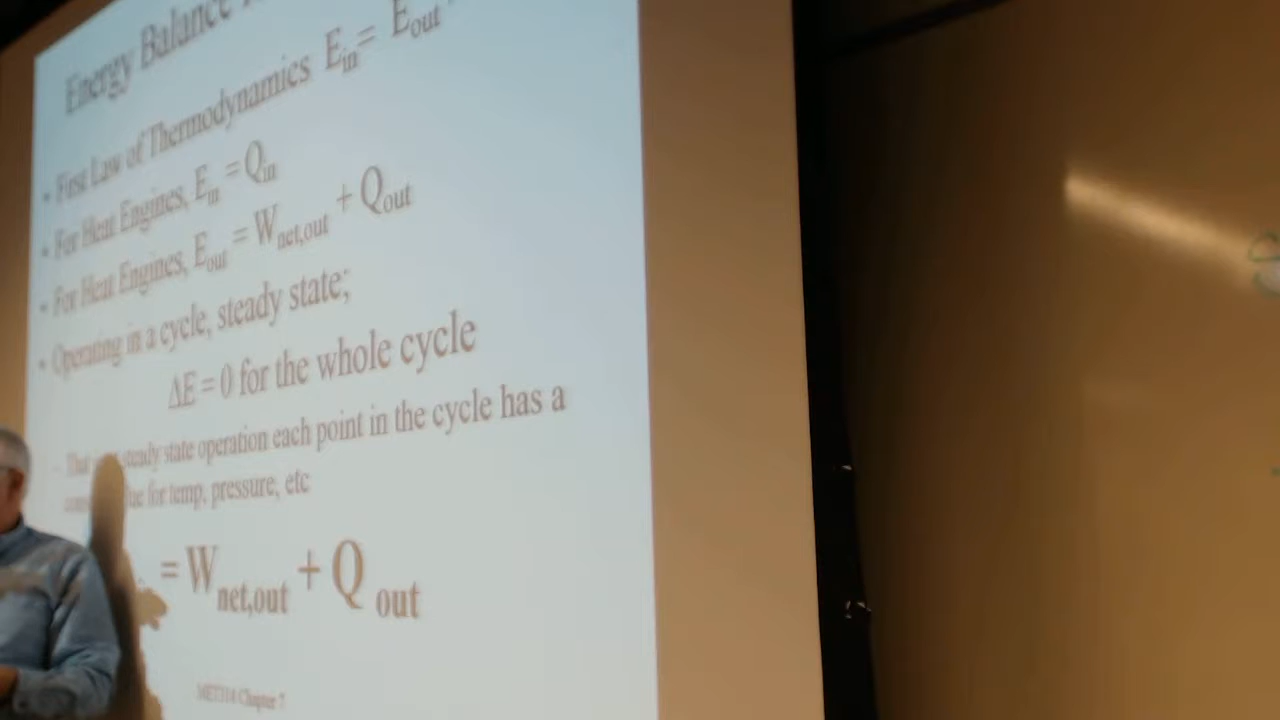 Energy Balance
• First Law of Thermodynamics E_in = E_out
• For Heat Engines, E_in = Q_in
• For Heat Engines, E_out = W_net,out + Q_out
• Operating in a cycle, steady state;
ΔE = 0 for the whole cycle
steady state operation each point in the cycle has a
for temp, pressure, etc
= W_net,out + Q_out
Chapter 7